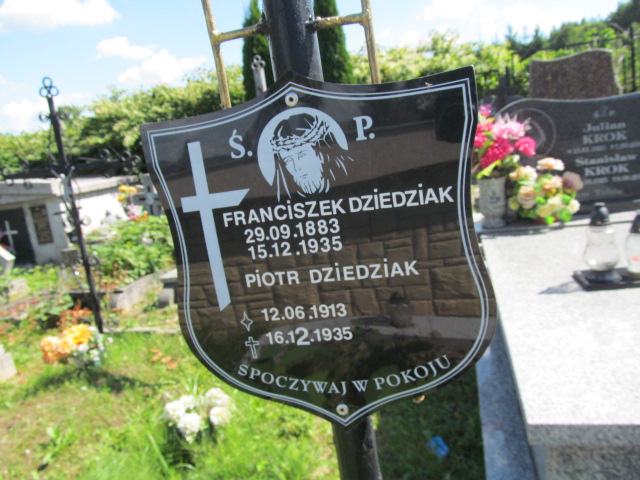 Ś. P.
FRANCISZEK DZIEDZIAK
29.09.1883
15.12.1935
PIOTR DZIEDZIAK
12.06.1913
16.12.1935
SPOCZYWAJ W POKOJU
Julian
KROK
Stanisław
KROK